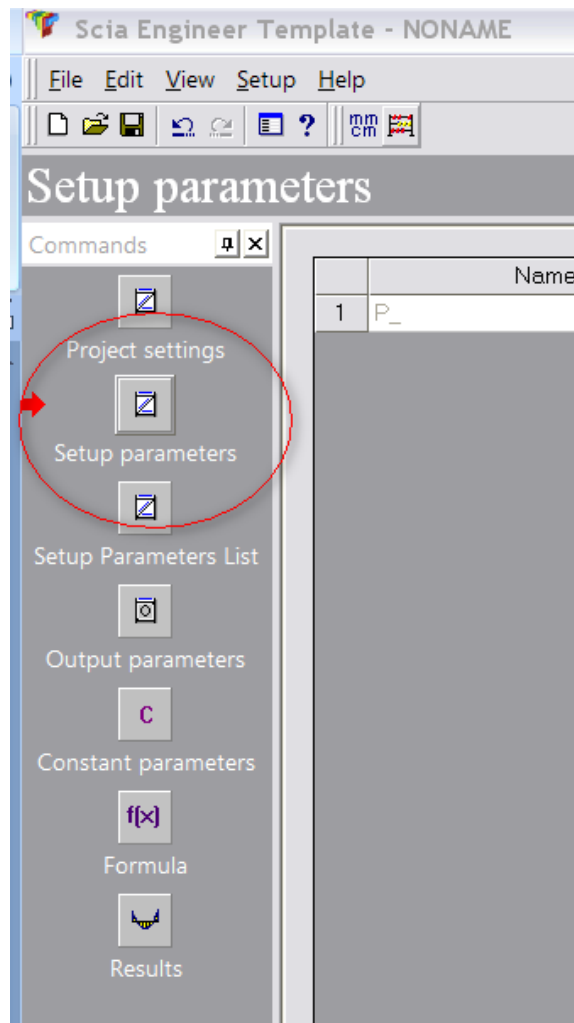 Scia Engineer Template - NONAME
File Edit View Setup Help
mm
cm
Setup parameters
Commands
Name
1 P_
Project settings
Setup parameters
Setup Parameters List
Output parameters
C
Constant parameters
f(x)
Formula
Results